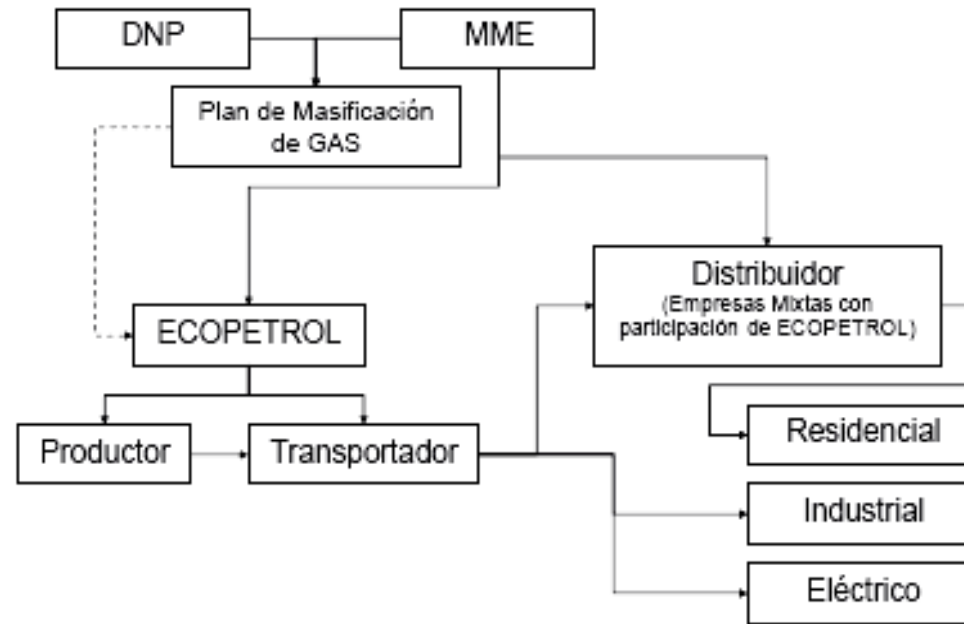 DNP
MME
Plan de Masificación
de GAS
Distribuidor
(Empresas Mixtas con
participación de ECOPETROL)
ECOPETROL
Residencial
Productor
Transportador
Industrial
Eléctrico